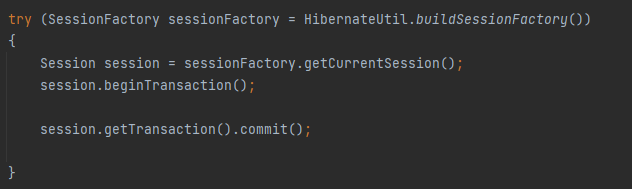 try (SessionFactory sessionFactory = HibernateUtil.buildSessionFactory())
{
Session session = sessionFactory.getCurrentSession();
session.beginTransaction();
session.getTransaction().commit();
}